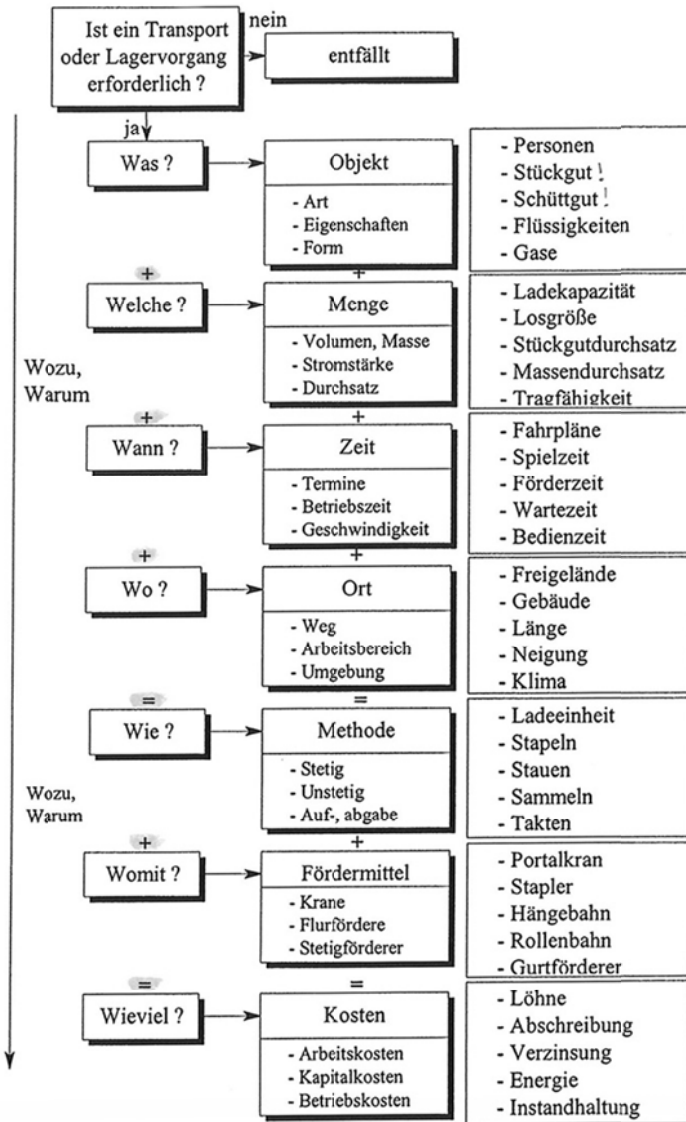 Ist ein Transport
oder Lagervorgang
erforderlich ?
nein
entfällt
ja
Was ?
Objekt
- Art
- Eigenschaften
- Form
- Personen
- Stückgut !
- Schüttgut !
- Flüssigkeiten
- Gase
+
+
Welche ?
Menge
- Volumen, Masse
- Stromstärke
- Durchsatz
- Ladekapazität
- Losgröße
- Stückgutdurchsatz
- Massendurchsatz
- Tragfähigkeit
Wozu,
Warum
+
+
Wann ?
Zeit
- Termine
- Betriebszeit
- Geschwindigkeit
- Fahrpläne
- Spielzeit
- Förderzeit
- Wartezeit
- Bedienzeit
+
+
Wo ?
Ort
- Weg
- Arbeitsbereich
- Umgebung
- Freigelände
- Gebäude
- Länge
- Neigung
- Klima
=
=
Wie ?
Methode
- Stetig
- Unstetig
- Auf-, abgabe
- Ladeeinheit
- Stapeln
- Stauen
- Sammeln
- Takten
Wozu,
Warum
+
+
Womit ?
Fördermittel
- Krane
- Flurfördere
- Stetigförderer
- Portalkran
- Stapler
- Hängebahn
- Rollenbahn
- Gurtförderer
=
=
Wieviel ?
Kosten
- Arbeitskosten
- Kapitalkosten
- Betriebskosten
- Löhne
- Abschreibung
- Verzinsung
- Energie
- Instandhaltung